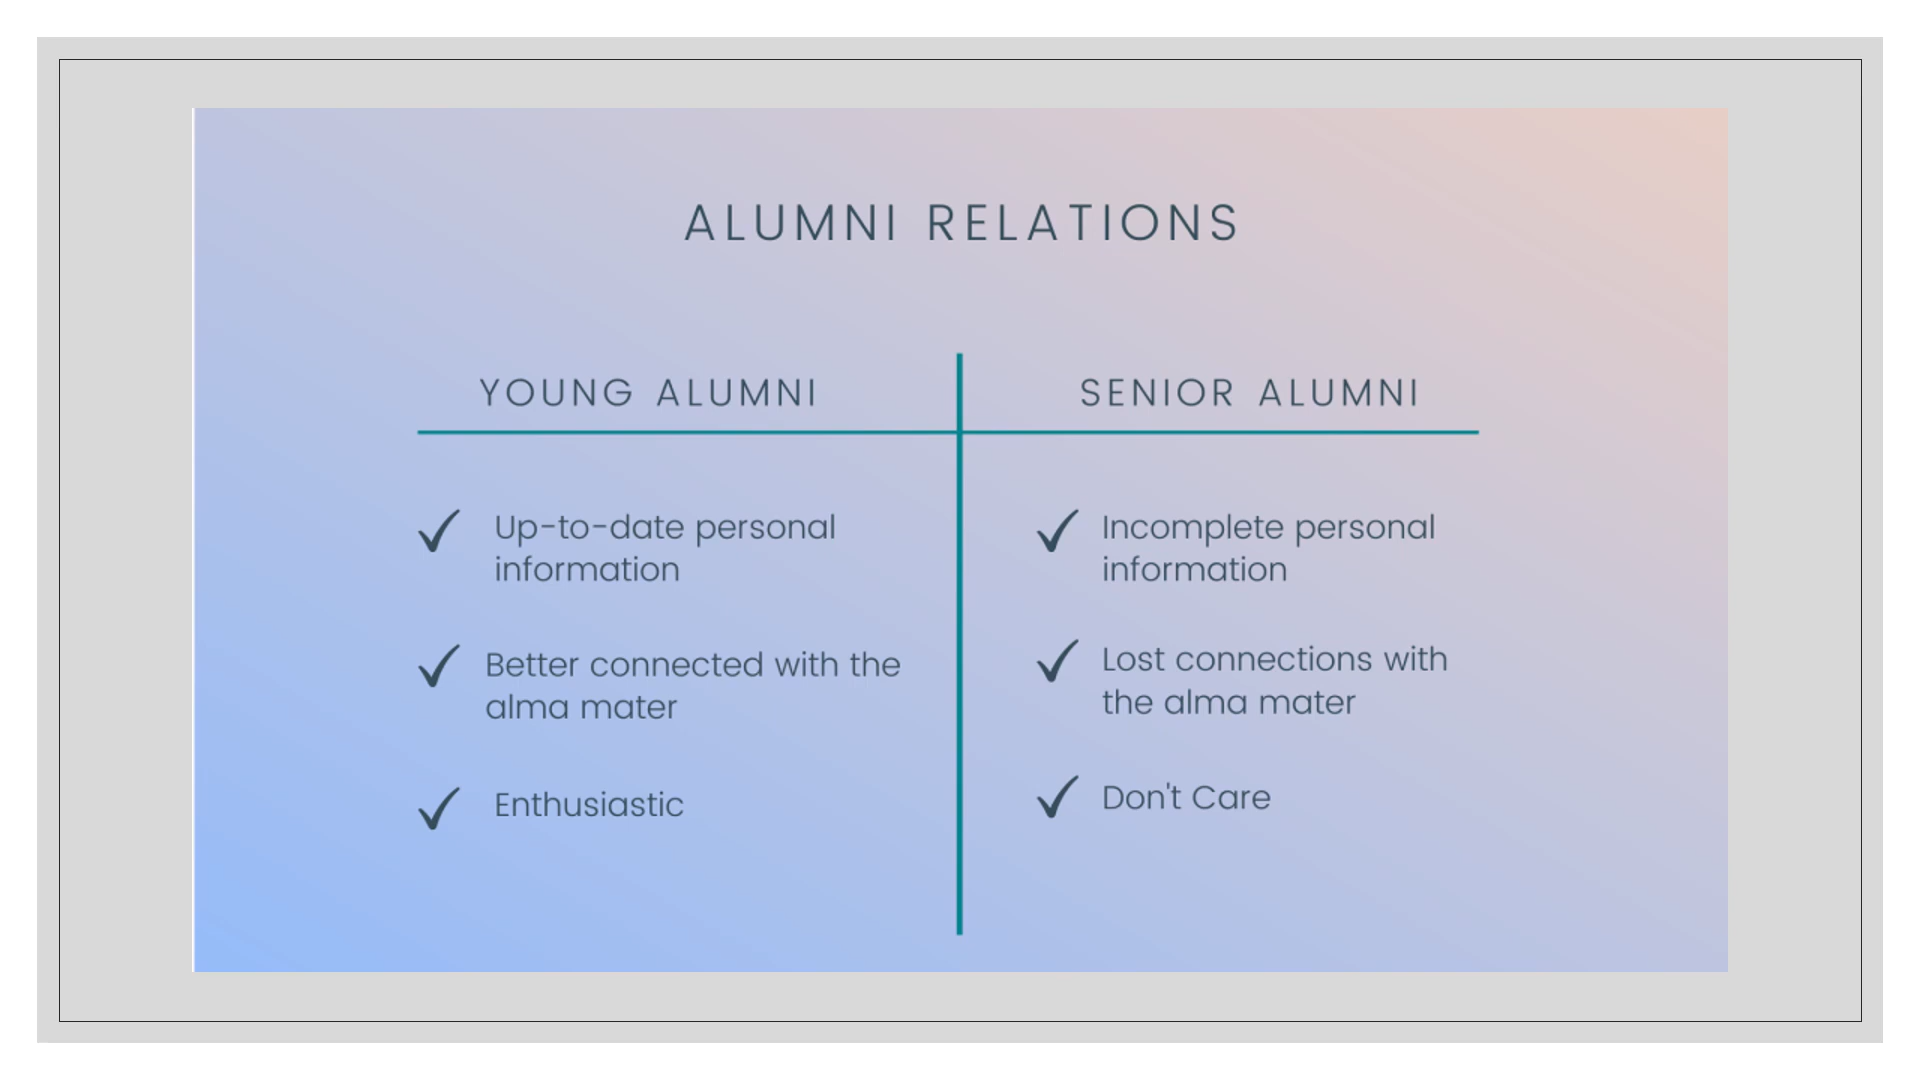 ALUMNI RELATIONS
YOUNG ALUMNI
Up-to-date personal
information
Better connected with the
alma mater
Enthusiastic
SENIOR ALUMNI
Incomplete personal
information
Lost connections with
the alma mater
Don't Care